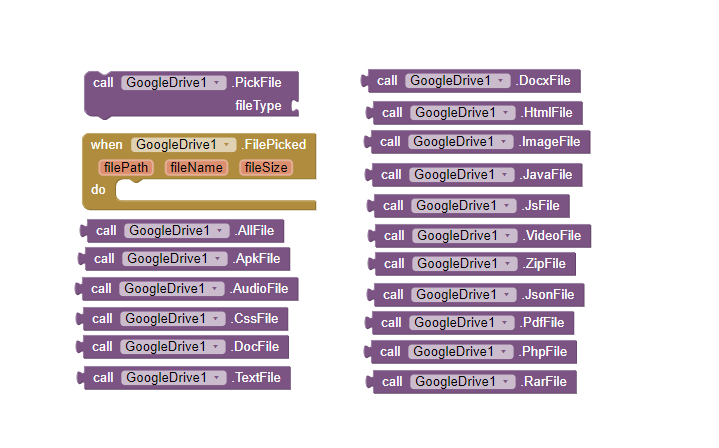 call GoogleDrive1 .PickFile
fileType
when GoogleDrive1 .FilePicked
filePath fileName fileSize
do
call GoogleDrive1 .AllFile
call GoogleDrive1 .ApkFile
call GoogleDrive1 .AudioFile
call GoogleDrive1 .CssFile
call GoogleDrive1 .DocFile
call GoogleDrive1 .TextFile
call GoogleDrive1 .DocxFile
call GoogleDrive1 .HtmlFile
call GoogleDrive1 .ImageFile
call GoogleDrive1 .JavaFile
call GoogleDrive1 .JsFile
call GoogleDrive1 .VideoFile
call GoogleDrive1 .ZipFile
call GoogleDrive1 .JsonFile
call GoogleDrive1 .PdfFile
call GoogleDrive1 .PhpFile
call GoogleDrive1 .RarFile